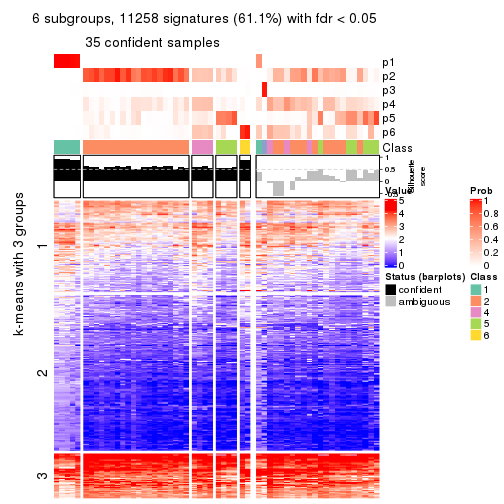 6 subgroups, 11258 signatures (61.1%) with fdr < 0.05
35 confident samples
p1
p2
p3
p4
p5
p6
Class
1
0.5
0
-0.5
Silhouette
score
k-means with 3 groups
1
2
3
Value
5
4
3
2
1
0
Prob
1
0.8
0.6
0.4
0.2
0
Status (barplots)
confident
ambiguous
Class
1
2
4
5
6